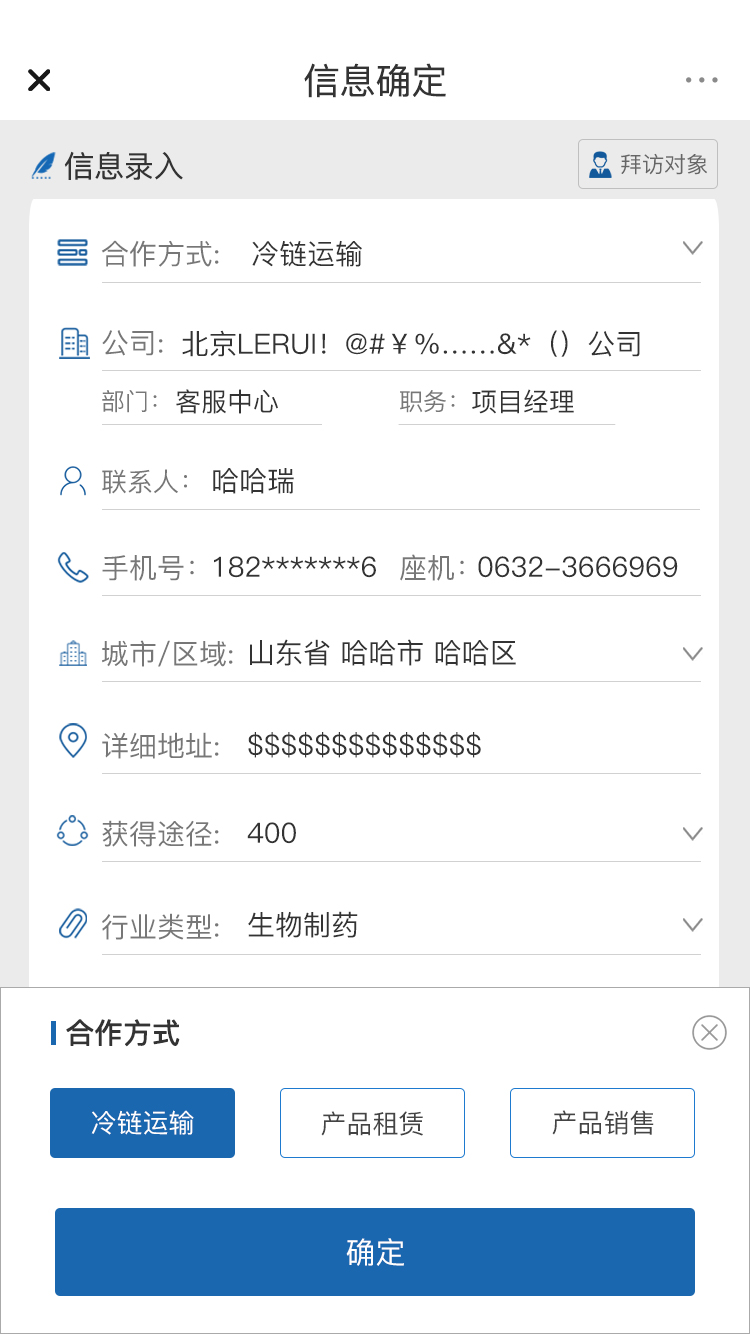 信息确定
信息录入 拜访对象
合作方式: 冷链运输
公司: 北京LERUI！@#￥%……&*（）公司
部门: 客服中心 职务: 项目经理
联系人: 哈哈瑞
手机号: 182*******6 座机: 0632-3666969
城市/区域: 山东省 哈哈市 哈哈区
详细地址: $$$$$$$$$$$$$$
获得途径: 400
行业类型: 生物制药
合作方式
冷链运输 产品租赁 产品销售
确定